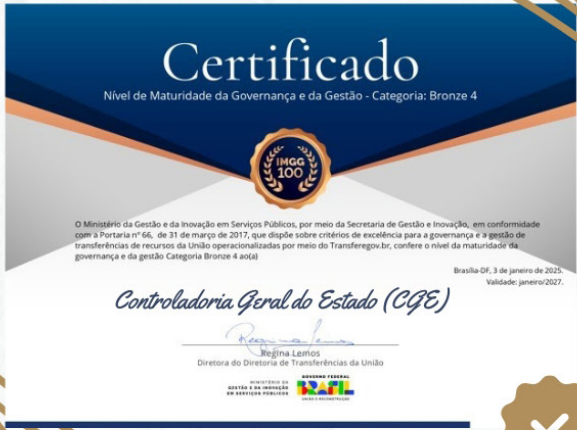 Certificado
Nível de Maturidade da Governança e da Gestão - Categoria: Bronze 4
IMGG
100
O Ministério da Gestão e da Inovação em Serviços Públicos, por meio da Secretaria de Gestão e Inovação, em conformidade
com a Portaria nº 66, de 31 de março de 2017, que dispõe sobre critérios de excelência para a governança e a gestão de
transferências de recursos da União operacionalizadas por meio do Transferegov.br, confere o nível da maturidade da
governança e da gestão Categoria Bronze 4 ao(a)
Brasília-DF, 3 de janeiro de 2025.
Validade: janeiro/2027.
Controladoria Geral do Estado (CGE)
Regina Lemos
Regina Lemos
Diretora do Diretoria de Transferências da União
MINISTÉRIO DA
GESTÃO E DA INOVAÇÃO
EM SERVIÇOS PÚBLICOS
GOVERNO FEDERAL
BRASIL
UNIÃO E RECONSTRUÇÃO